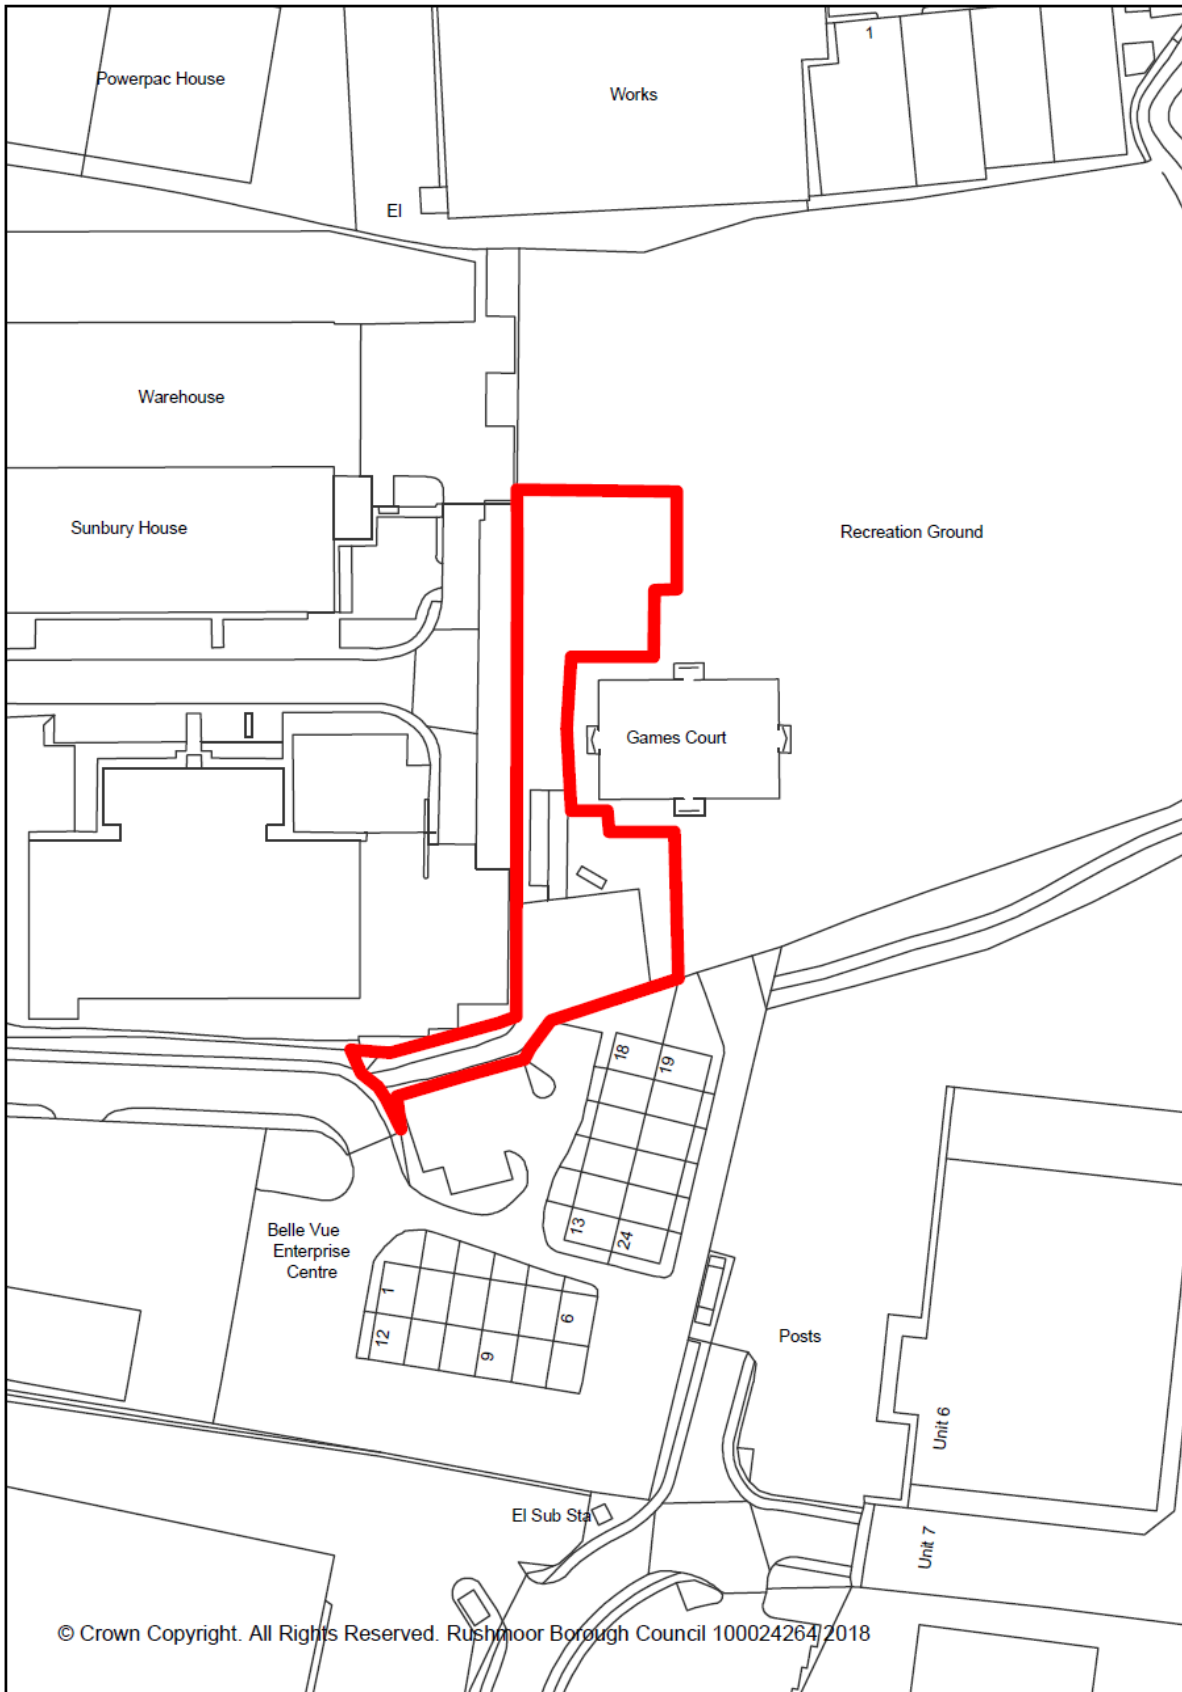 1
Powerpac House
Works
El
Warehouse
Sunbury House
Recreation Ground
Games Court
18
19
13
24
Belle Vue
Enterprise
Centre
1
6
12
9
Posts
Unit 6
El Sub Sta
Unit 7
© Crown Copyright. All Rights Reserved. Rushmoor Borough Council 100024264 2018